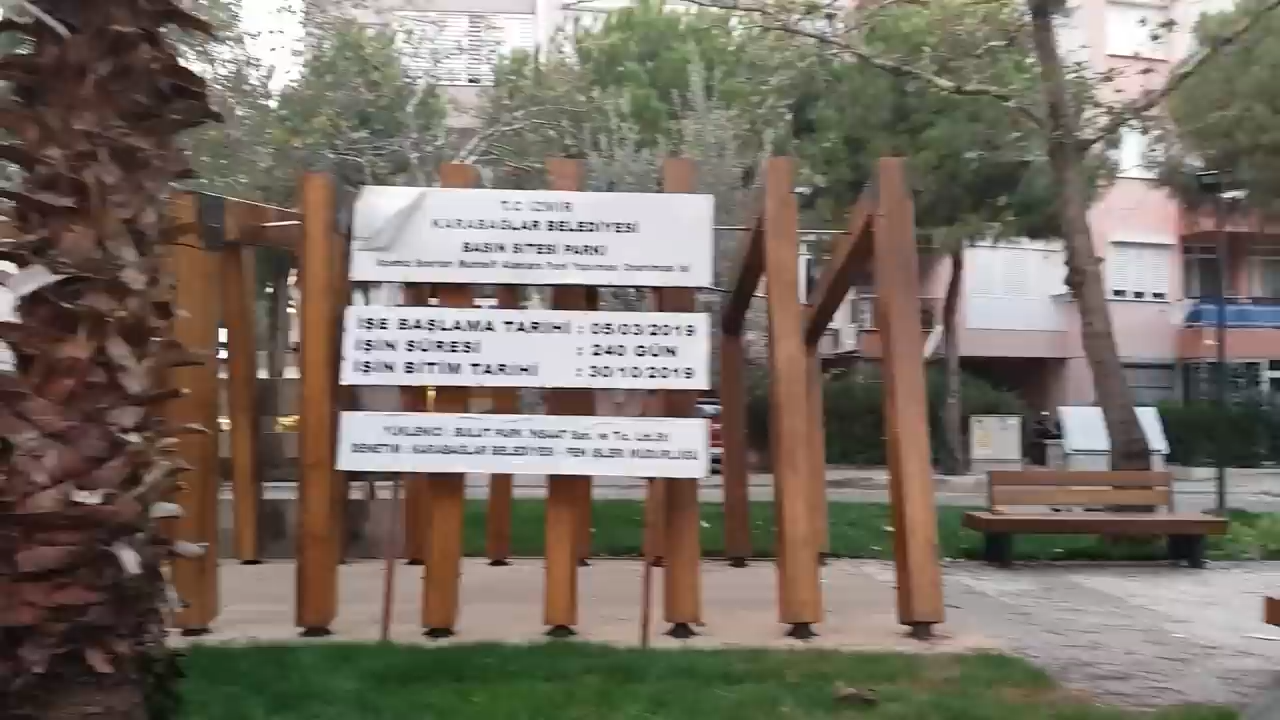 T.C. İZMİR
KARABAĞLAR BELEDİYESİ
BASIN SİTESİ PARKI
İŞE BAŞLAMA TARİHİ : 05/03/2019
İŞİN SÜRESİ : 240 GÜN
İŞİN BİTİM TARİHİ : 30/10/2019
YÜKLENİCİ : BULUT PARK İNŞAAT San. ve Tic. Ltd. Şti.
DENETİM : KARABAĞLAR BELEDİYESİ - FEN İŞLERİ MÜDÜRLÜĞÜ